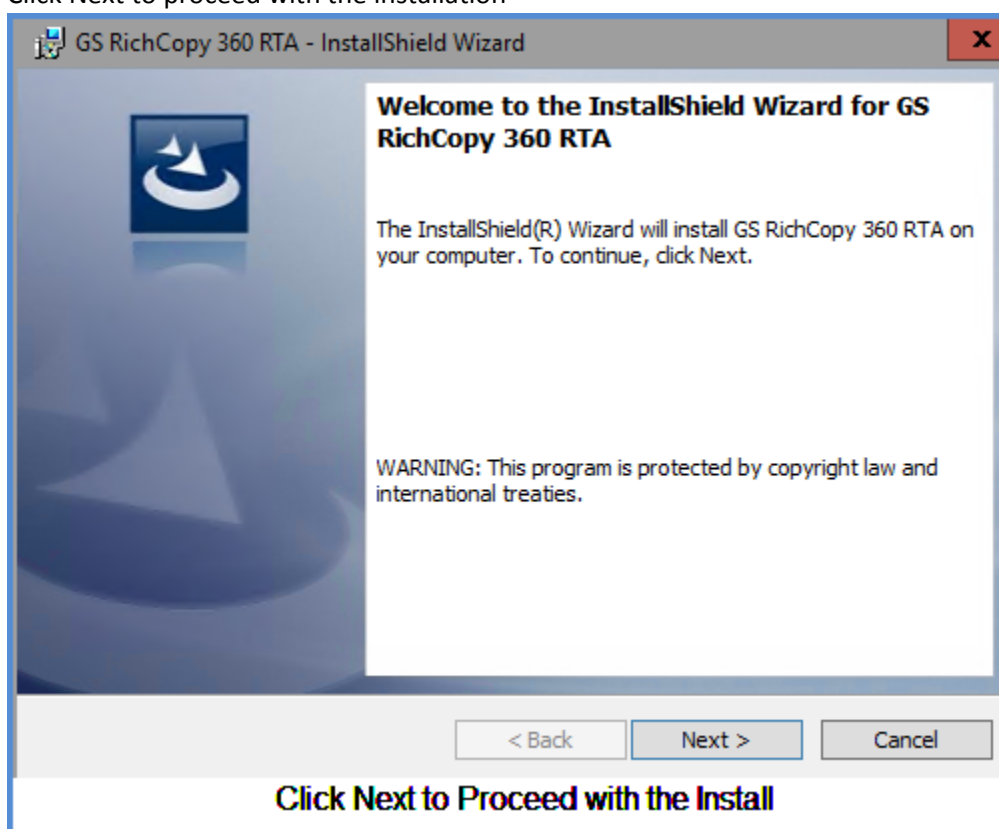 Click Next to proceed with the installation
GS RichCopy 360 RTA - InstallShield Wizard
x
Welcome to the InstallShield Wizard for GS
RichCopy 360 RTA
The InstallShield(R) Wizard will install GS RichCopy 360 RTA on
your computer. To continue, click Next.
WARNING: This program is protected by copyright law and
international treaties.
< Back
Next >
Cancel
Click Next to Proceed with the Install